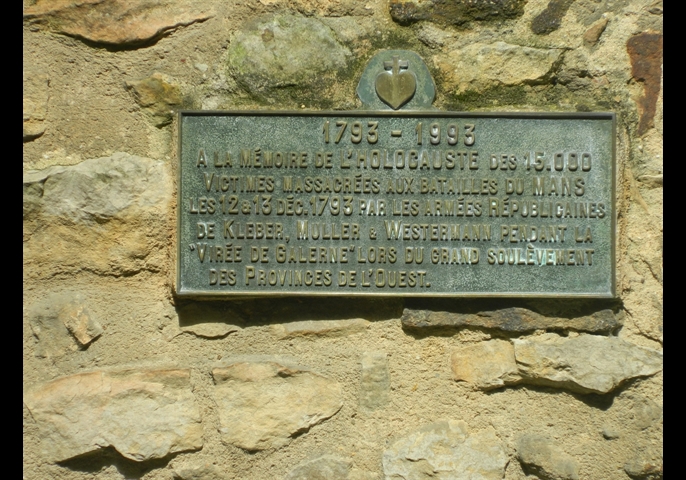 1793 - 1993
A LA MÉMOIRE DE L'HOLOCAUSTE DES 15.000
VICTIMES MASSACRÉES AUX BATAILLES DU MANS
LES 12 & 13 DÉC. 1793 PAR LES ARMÉES RÉPUBLICAINES
DE KLEBER, MULLER & WESTERMANN PENDANT LA
"VIRÉE DE GALERNE" LORS DU GRAND SOULÈVEMENT
DES PROVINCES DE L'OUEST.